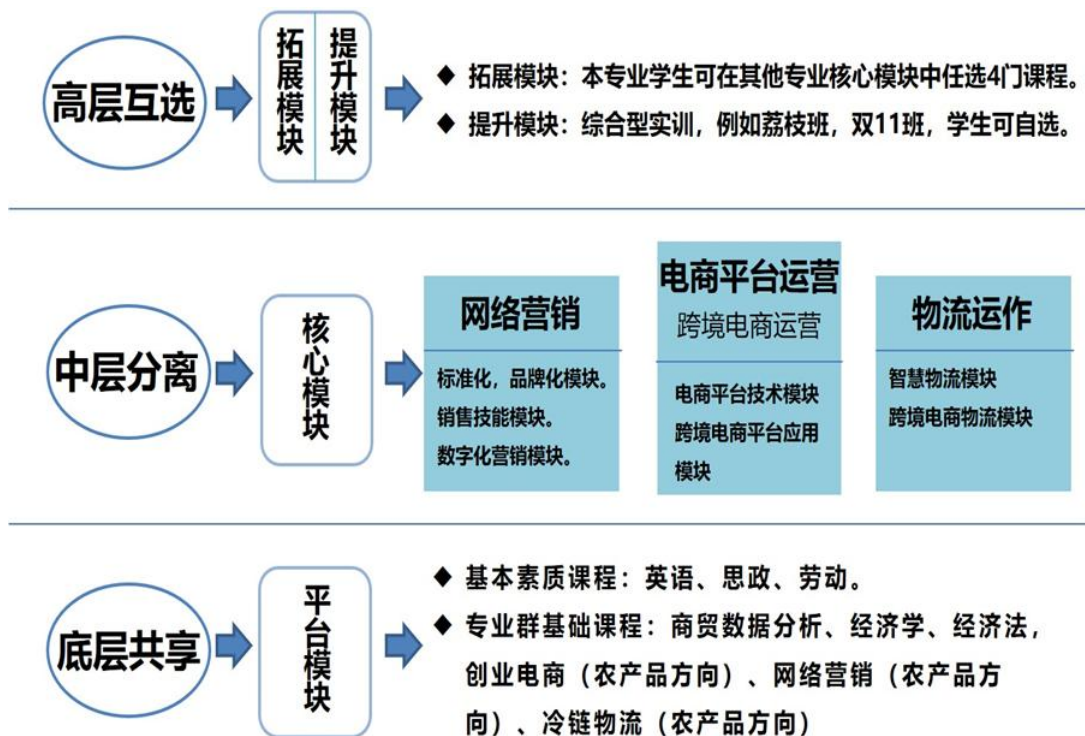 高层互选
拓展模块
提升模块
◆ 拓展模块：本专业学生可在其他专业核心模块中任选4门课程。
◆ 提升模块：综合型实训，例如荔枝班，双11班，学生可自选。
中层分离
核心模块
网络营销
标准化，品牌化模块。
销售技能模块。
数字化营销模块。
电商平台运营
跨境电商运营
电商平台技术模块
跨境电商平台应用
模块
物流运作
智慧物流模块
跨境电商物流模块
底层共享
平台模块
◆ 基本素质课程：英语、思政、劳动。
◆ 专业群基础课程：商贸数据分析、经济学、经济法，
创业电商（农产品方向）、网络营销（农产品方
向）、冷链物流（农产品方向）